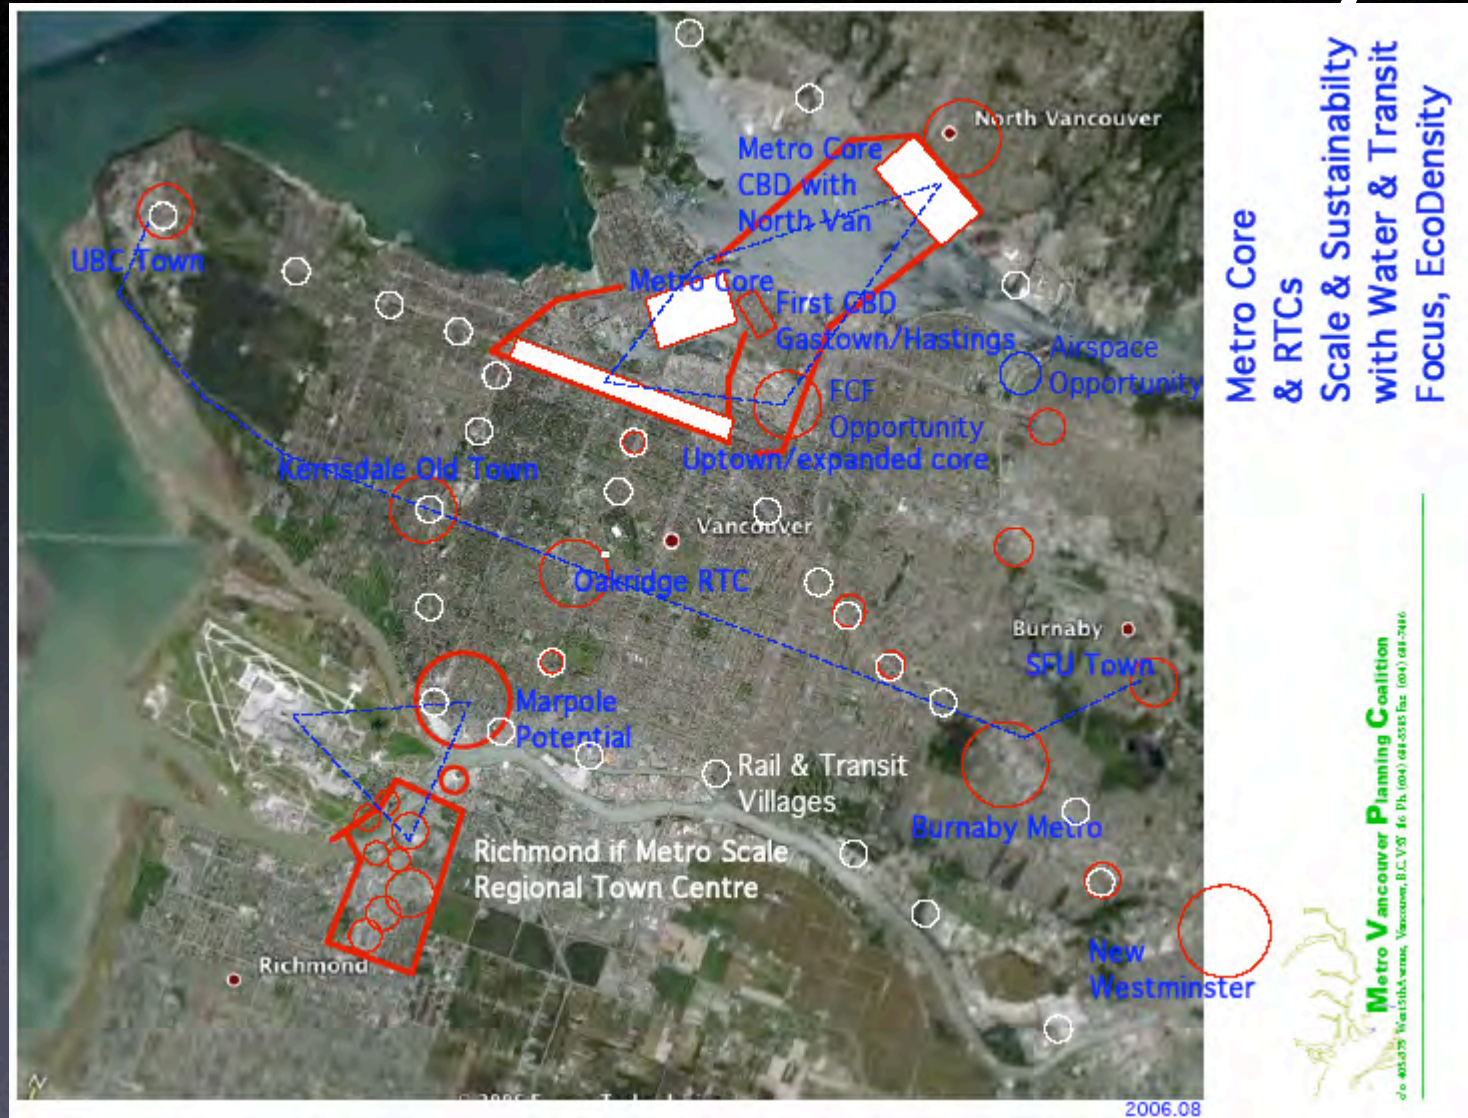 North Vancouver
Metro Core
CBD with
North Van
UBC Town
Metro Core
First CBD
Gastown/Hastings
Airspace
Opportunity
FCF
Opportunity
Kerrisdale Old Town
Uptown/expanded core
Vancouver
Oakridge RTC
Burnaby
SFU Town
Marpole
Potential
Rail & Transit
Villages
Burnaby Metro
Richmond if Metro Scale
Regional Town Centre
Richmond
New
Westminster
N
2006.08
Metro Core
& RTCs
Scale & Sustainabilty
with Water & Transit
Focus, EcoDensity
Metro Vancouver Planning Coalition